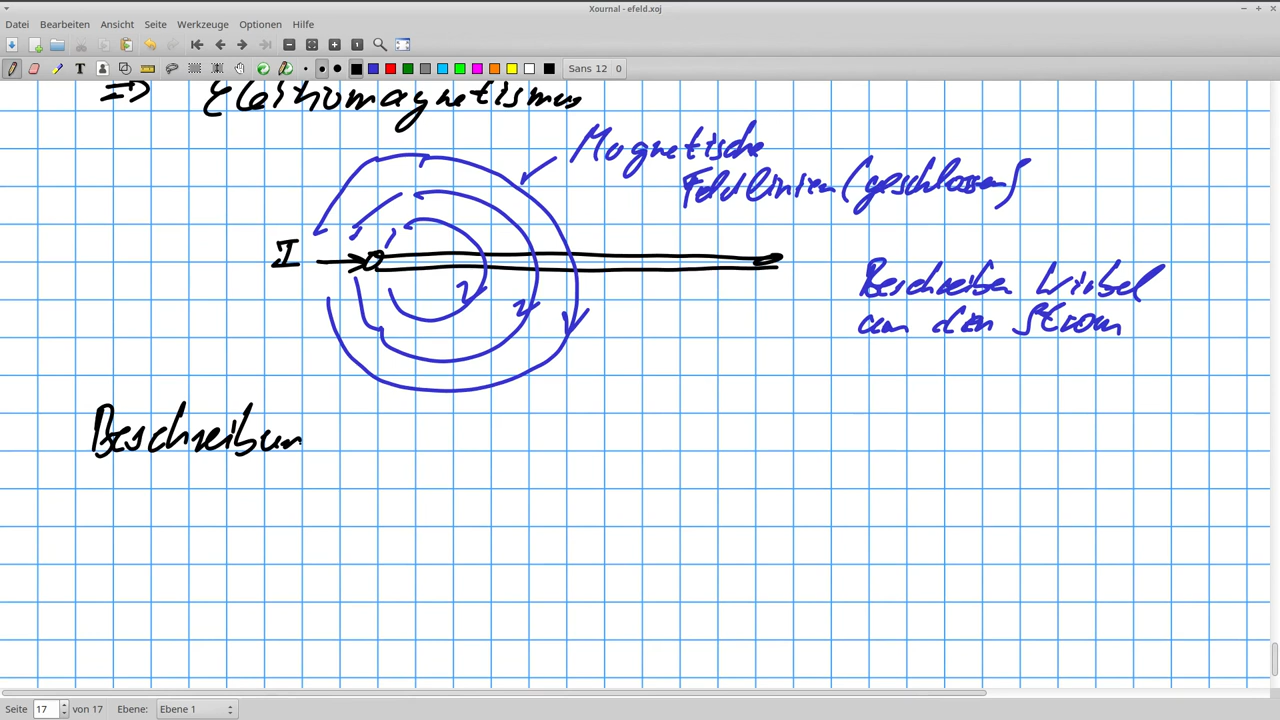 Xournal - efeld.xoj
Datei Bearbeiten Ansicht Seite Werkzeuge Optionen Hilfe
Sans 12 0
=> Elektromagnetismus
Magnetische
Feldlinien (geschlossen)
I
Beschreiben Wirbel
um den Strom
Beschreibun
Seite 17 von 17 Ebene: Ebene 1